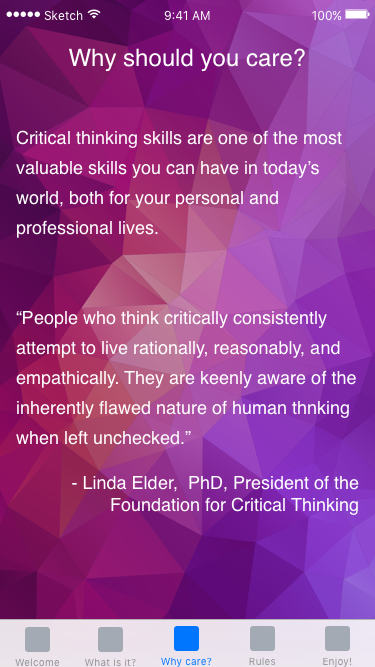 Sketch 9:41 AM 100%
Why should you care?
Critical thinking skills are one of the most
valuable skills you can have in today’s
world, both for your personal and
professional lives.
“People who think critically consistently
attempt to live rationally, reasonably, and
empathically. They are keenly aware of the
inherently flawed nature of human thnking
when left unchecked.”
- Linda Elder,  PhD, President of the
Foundation for Critical Thinking
Welcome What is it? Why care? Rules Enjoy!